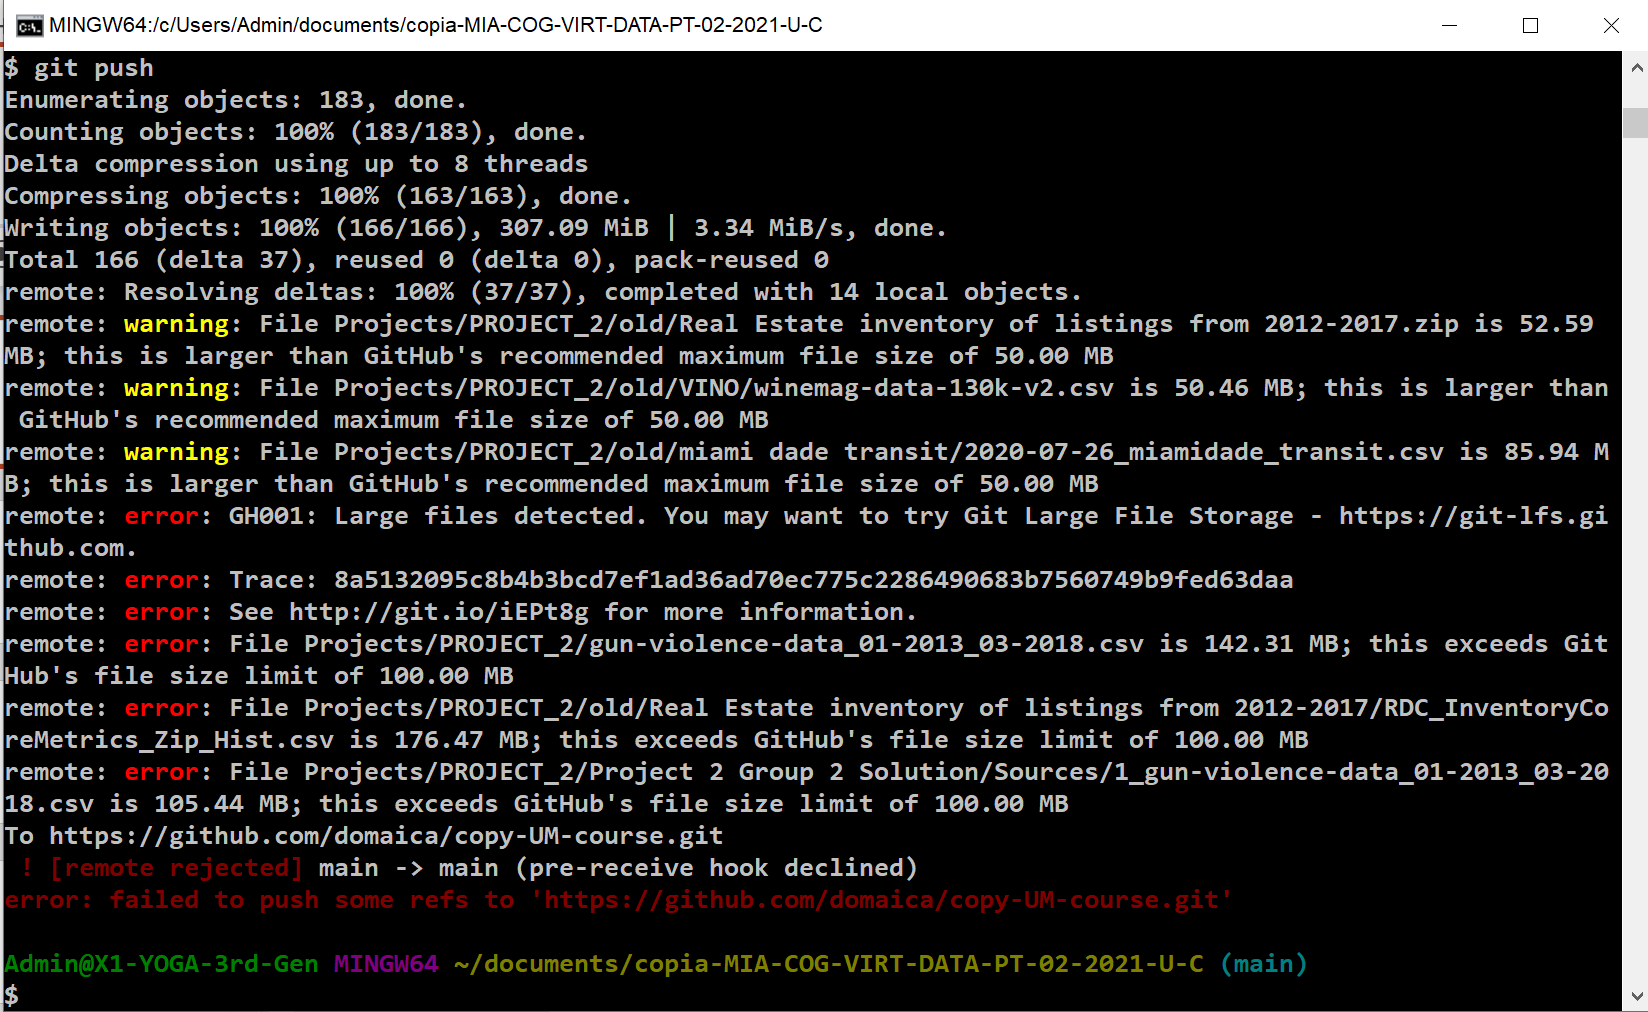 MINGW64:/c/Users/Admin/documents/copia-MIA-COG-VIRT-DATA-PT-02-2021-U-C
$ git push
Enumerating objects: 183, done.
Counting objects: 100% (183/183), done.
Delta compression using up to 8 threads
Compressing objects: 100% (163/163), done.
Writing objects: 100% (166/166), 307.09 MiB | 3.34 MiB/s, done.
Total 166 (delta 37), reused 0 (delta 0), pack-reused 0
remote: Resolving deltas: 100% (37/37), completed with 14 local objects.
remote: warning: File Projects/PROJECT_2/old/Real Estate inventory of listings from 2012-2017.zip is 52.59
MB; this is larger than GitHub's recommended maximum file size of 50.00 MB
remote: warning: File Projects/PROJECT_2/old/VINO/winemag-data-130k-v2.csv is 50.46 MB; this is larger than
 GitHub's recommended maximum file size of 50.00 MB
remote: warning: File Projects/PROJECT_2/old/miami dade transit/2020-07-26_miamidade_transit.csv is 85.94 M
B; this is larger than GitHub's recommended maximum file size of 50.00 MB
remote: error: GH001: Large files detected. You may want to try Git Large File Storage - https://git-lfs.gi
thub.com.
remote: error: Trace: 8a5132095c8b4b3bcd7ef1ad36ad70ec775c2286490683b7560749b9fed63daa
remote: error: See http://git.io/iEPt8g for more information.
remote: error: File Projects/PROJECT_2/gun-violence-data_01-2013_03-2018.csv is 142.31 MB; this exceeds Git
Hub's file size limit of 100.00 MB
remote: error: File Projects/PROJECT_2/old/Real Estate inventory of listings from 2012-2017/RDC_InventoryCo
reMetrics_Zip_Hist.csv is 176.47 MB; this exceeds GitHub's file size limit of 100.00 MB
remote: error: File Projects/PROJECT_2/Project 2 Group 2 Solution/Sources/1_gun-violence-data_01-2013_03-20
18.csv is 105.44 MB; this exceeds GitHub's file size limit of 100.00 MB
To https://github.com/domaica/copy-UM-course.git
 ! [remote rejected] main -> main (pre-receive hook declined)
error: failed to push some refs to 'https://github.com/domaica/copy-UM-course.git'
Admin@X1-YOGA-3rd-Gen MINGW64 ~/documents/copia-MIA-COG-VIRT-DATA-PT-02-2021-U-C (main)
$